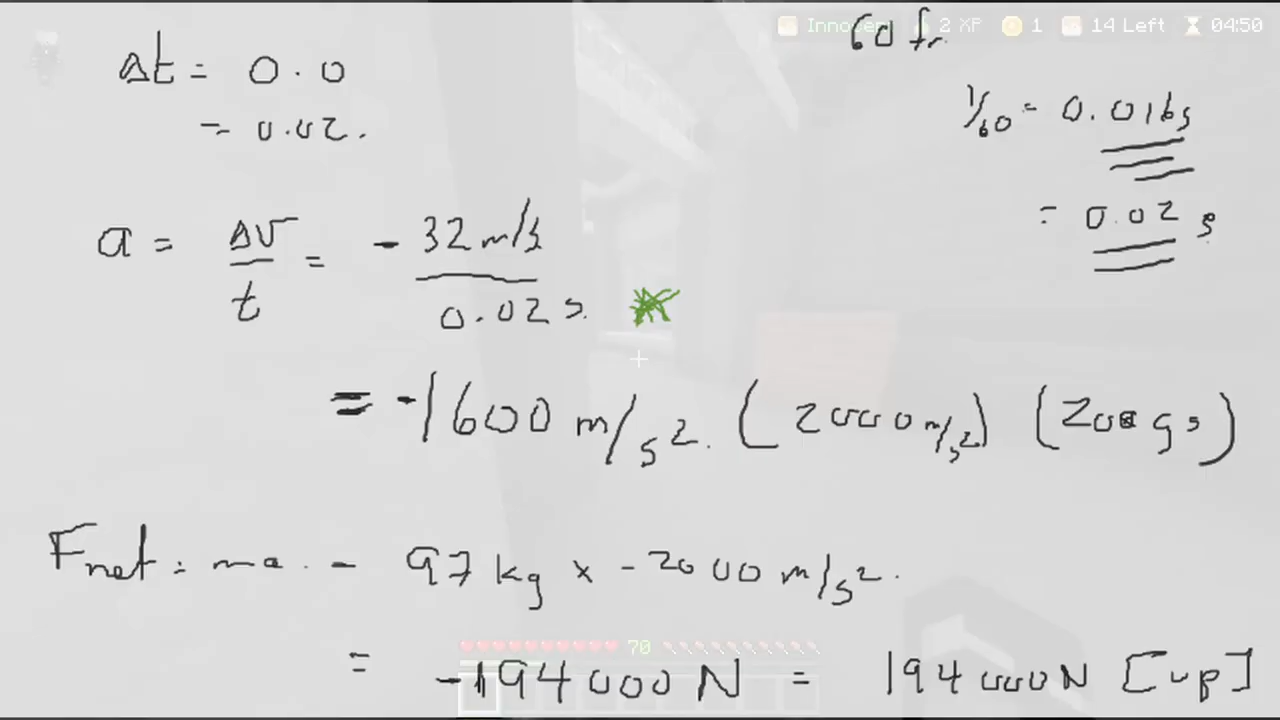 60 fr
2 XP
1
14 Left
04:50
Δt = 0.0
= 0.02.
1/60 = 0.016s
= 0.02 s
a = Δv/t = - 32 m/s / 0.02 s.
= -1600 m/s². (2000 m/s²) (200 gs)
Fnet = ma. = 97 kg x -2000 m/s².
70
= -194000 N = 194000N [up]